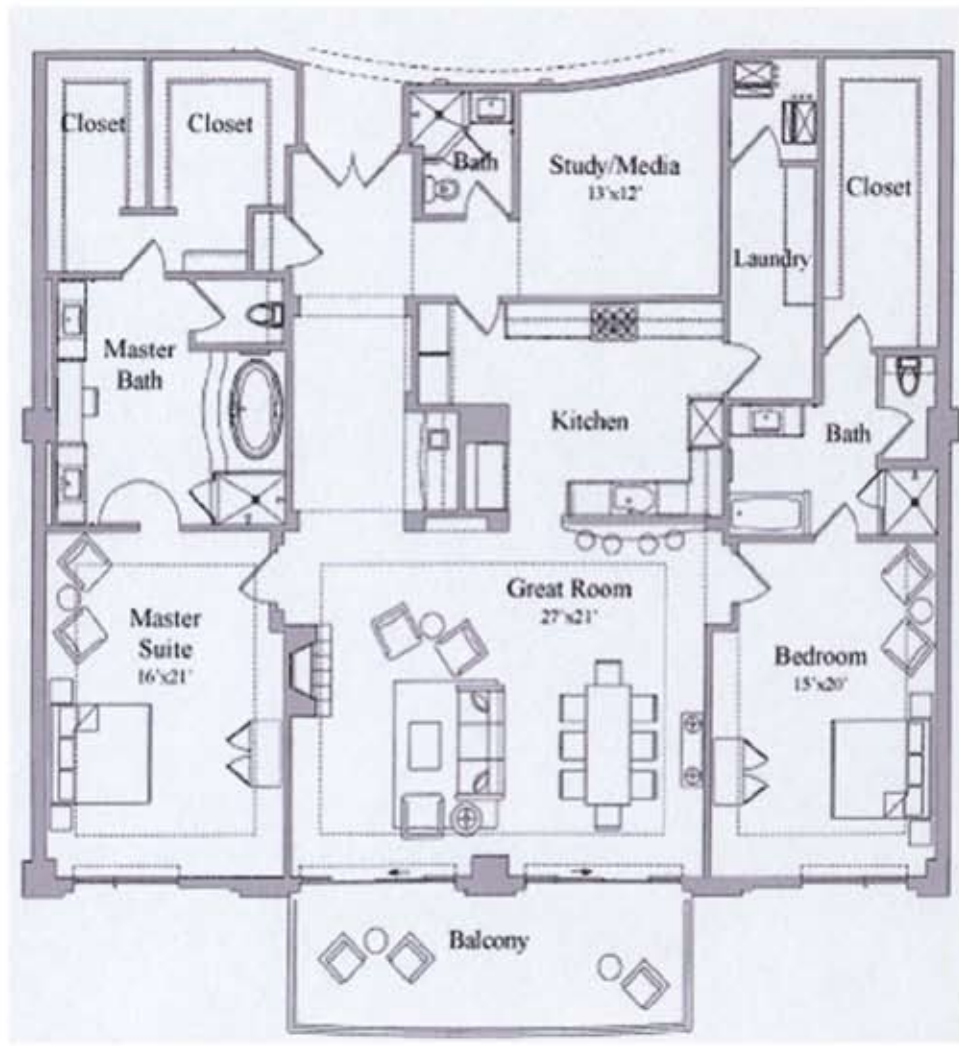 Closet
Closet
Bath
Study/Media
13'x12'
Closet
Laundry
Master
Bath
Kitchen
Bath
Great Room
27'x21'
Master
Suite
16'x21'
Bedroom
15'x20'
Balcony